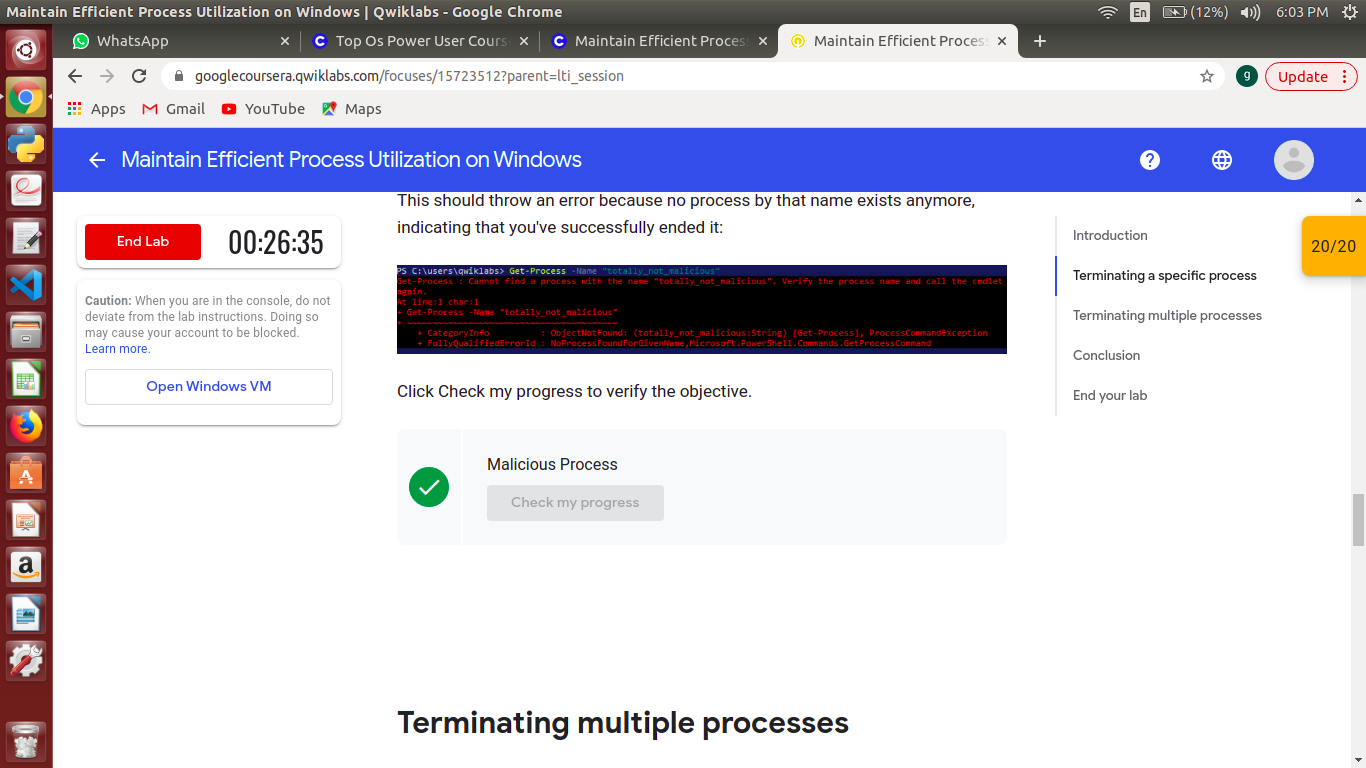 Maintain Efficient Process Utilization on Windows | Qwiklabs - Google Chrome
En
(12%)
6:03 PM
WhatsApp
Top Os Power User Cours
Maintain Efficient Process
Maintain Efficient Process
googlecoursera.qwiklabs.com/focuses/15723512?parent=lti_session
g
Update
Apps
Gmail
YouTube
Maps
Maintain Efficient Process Utilization on Windows
End Lab
00:26:35
Caution: When you are in the console, do not
deviate from the lab instructions. Doing so
may cause your account to be blocked.
Learn more.
Open Windows VM
This should throw an error because no process by that name exists anymore,
indicating that you've successfully ended it:
PS C:\users\qwiklabs> Get-Process -Name "totally_not_malicious"
Get-Process : Cannot find a process with the name "totally_not_malicious". Verify the process name and call the cmdlet
again.
At line:1 char:1
+ Get-Process -Name "totally_not_malicious"
+ ~~~~~~~~~~~~~~~~~~~~~~~~~~~~~~~~~~~~~~~~~
+ CategoryInfo : ObjectNotFound: (totally_not_malicious:String) [Get-Process], ProcessCommandException
+ FullyQualifiedErrorId : NoProcessFoundForGivenName,Microsoft.PowerShell.Commands.GetProcessCommand
Click Check my progress to verify the objective.
Malicious Process
Check my progress
Terminating multiple processes
Introduction
Terminating a specific process
Terminating multiple processes
Conclusion
End your lab
20/20